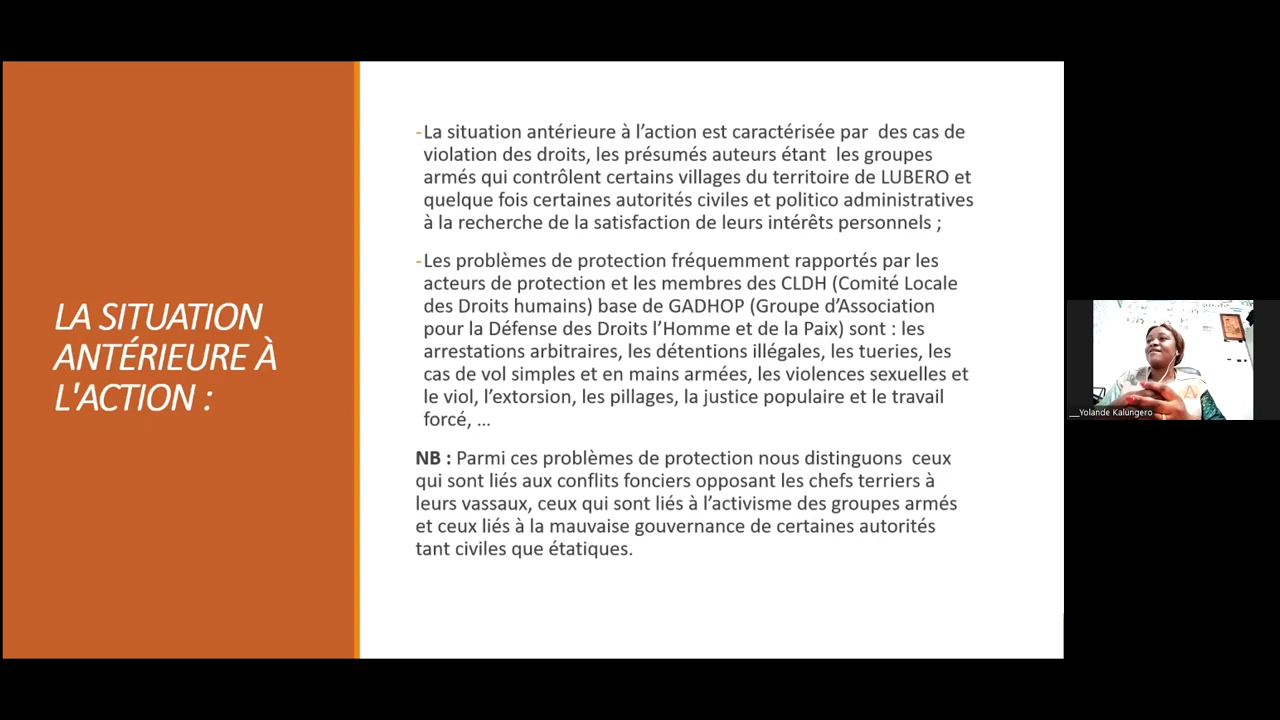 LA SITUATION
ANTÉRIEURE À
L'ACTION :
-La situation antérieure à l’action est caractérisée par  des cas de
violation des droits, les présumés auteurs étant  les groupes
armés qui contrôlent certains villages du territoire de LUBERO et
quelque fois certaines autorités civiles et politico administratives
à la recherche de la satisfaction de leurs intérêts personnels ;
-Les problèmes de protection fréquemment rapportés par les
acteurs de protection et les membres des CLDH (Comité Locale
des Droits humains) base de GADHOP (Groupe d’Association
pour la Défense des Droits l’Homme et de la Paix) sont : les
arrestations arbitraires, les détentions illégales, les tueries, les
cas de vol simples et en mains armées, les violences sexuelles et
le viol, l’extorsion, les pillages, la justice populaire et le travail
forcé, ...
NB : Parmi ces problèmes de protection nous distinguons  ceux
qui sont liés aux conflits fonciers opposant les chefs terriers à
leurs vassaux, ceux qui sont liés à l’activisme des groupes armés
et ceux liés à la mauvaise gouvernance de certaines autorités
tant civiles que étatiques.
__Yolande Kalungero